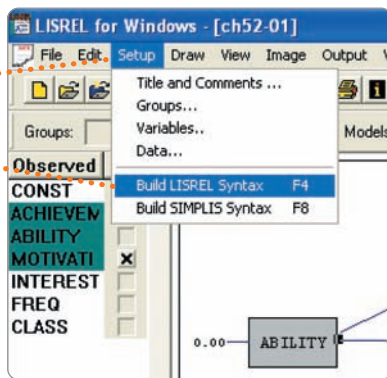 LISREL for Windows - [ch52-01]
File Edit Setup Draw View Image Output
Title and Comments ...
Groups...
Variables..
Data...
Build LISREL Syntax F4
Build SIMPLIS Syntax F8
Groups:
Models
Observed
CONST
ACHIEVEM
ABILITY
MOTIVATI
INTEREST
FREQ
CLASS
0.00
ABILITY